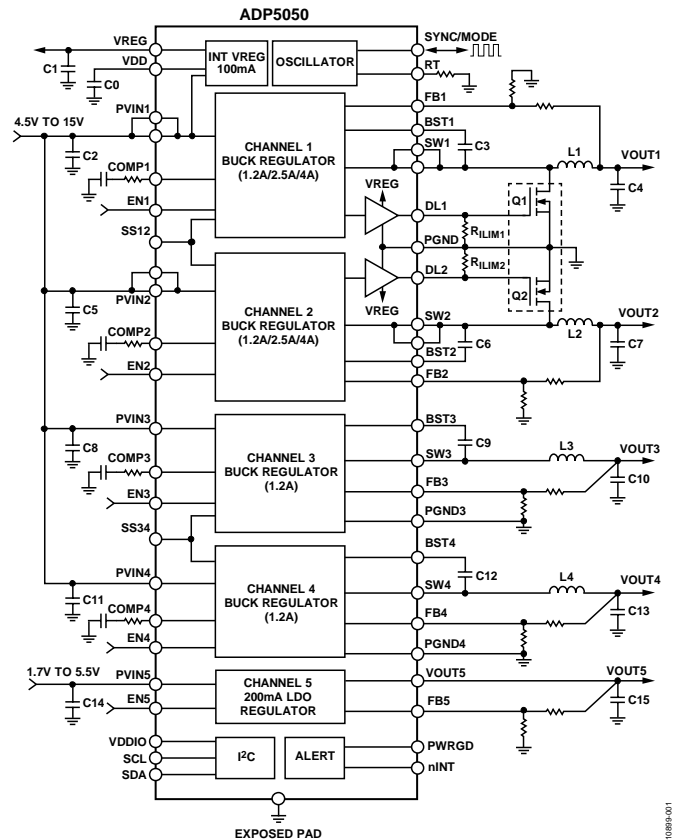 ADP5050
VREG
C1
VDD
C0
INT VREG
100mA
OSCILLATOR
SYNC/MODE
RT
FB1
4.5V TO 15V
PVIN1
C2
COMP1
EN1
SS12
CHANNEL 1
BUCK REGULATOR
(1.2A/2.5A/4A)
BST1
SW1
C3
L1
VOUT1
C4
VREG
DL1
Q1
RILIM1
PGND
RILIM2
DL2
Q2
VREG
PVIN2
C5
COMP2
EN2
CHANNEL 2
BUCK REGULATOR
(1.2A/2.5A/4A)
SW2
C6
BST2
FB2
L2
VOUT2
C7
PVIN3
C8
COMP3
EN3
SS34
CHANNEL 3
BUCK REGULATOR
(1.2A)
BST3
C9
SW3
FB3
PGND3
L3
VOUT3
C10
PVIN4
C11
COMP4
EN4
CHANNEL 4
BUCK REGULATOR
(1.2A)
BST4
C12
SW4
FB4
PGND4
L4
VOUT4
C13
1.7V TO 5.5V
PVIN5
C14
EN5
CHANNEL 5
200mA LDO
REGULATOR
VOUT5
FB5
VOUT5
C15
VDDIO
SCL
SDA
I2C
ALERT
PWRGD
nINT
EXPOSED PAD
10899-001